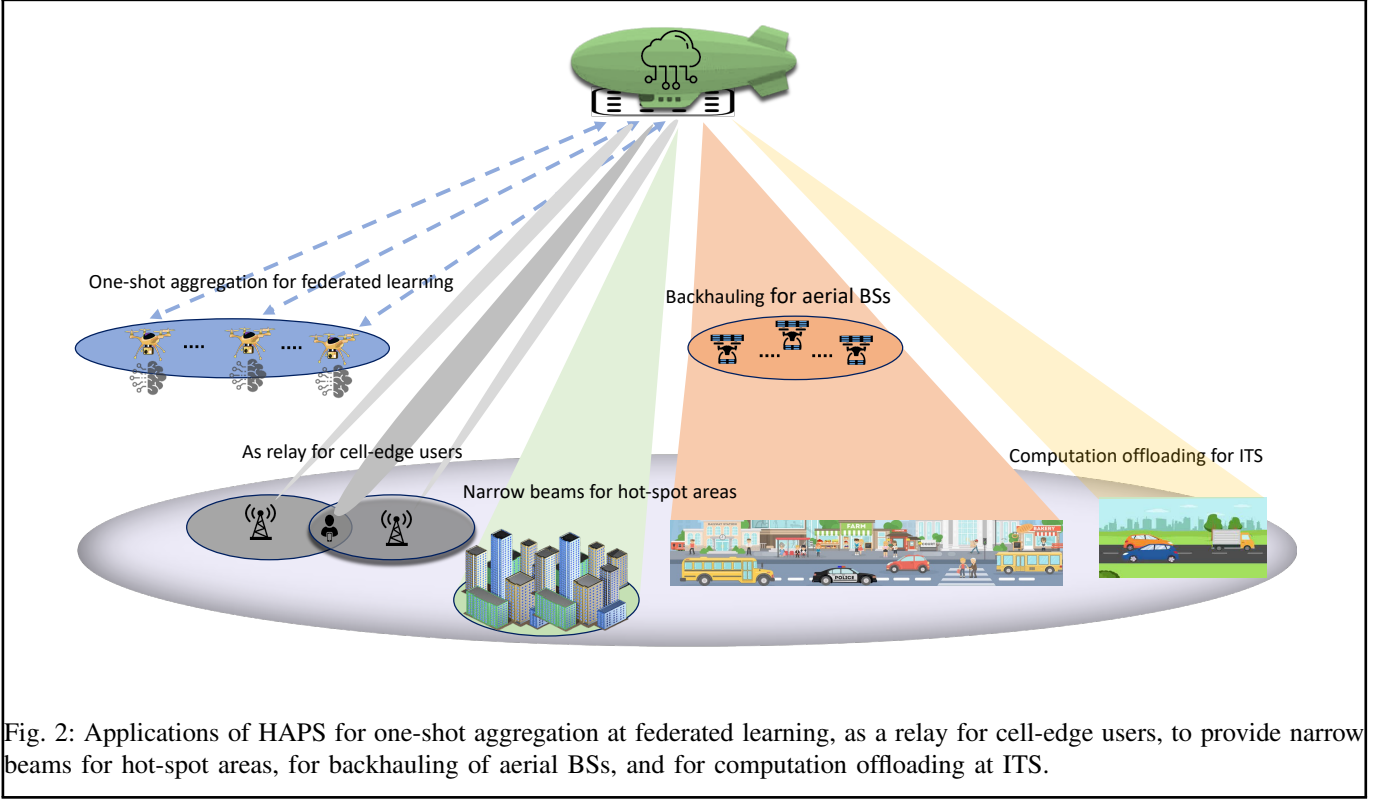 One-shot aggregation for federated learning
Backhauling for aerial BSs
As relay for cell-edge users
Computation offloading for ITS
Narrow beams for hot-spot areas
FARM
BAKERY
POLICE
Fig. 2: Applications of HAPS for one-shot aggregation at federated learning, as a relay for cell-edge users, to provide narrow
beams for hot-spot areas, for backhauling of aerial BSs, and for computation offloading at ITS.